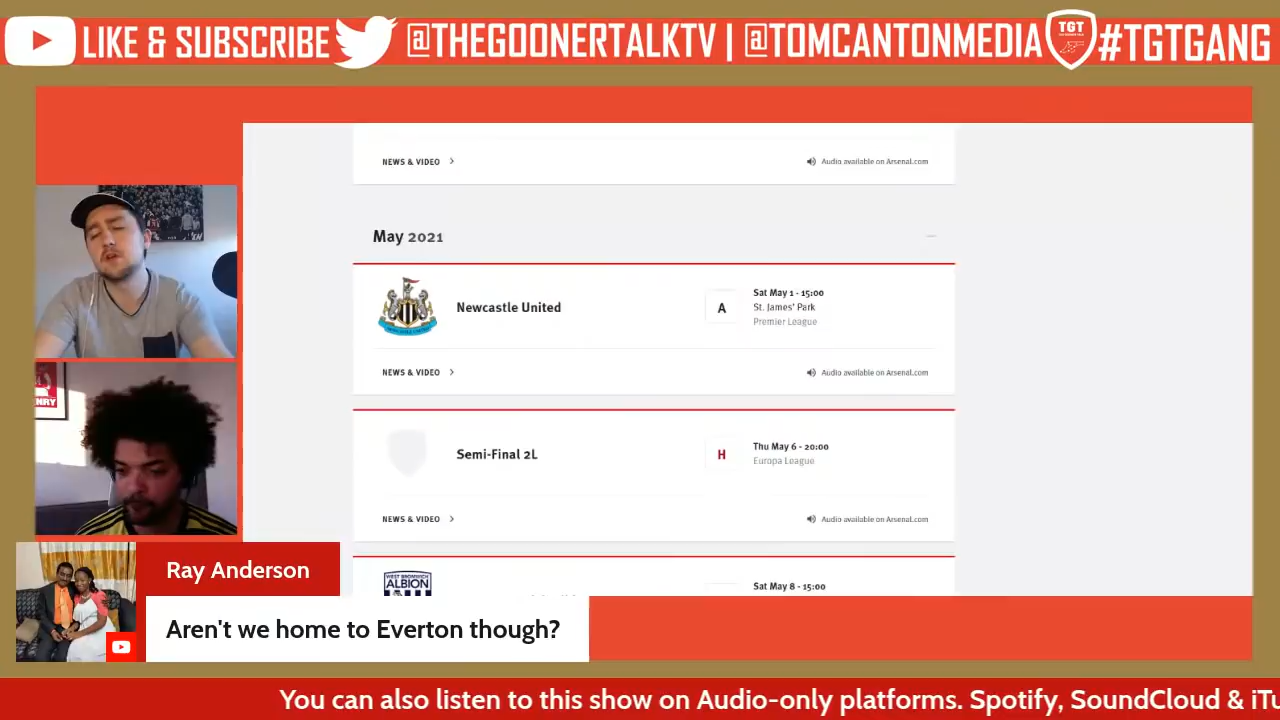 LIKE & SUBSCRIBE @THEGOONERTALKTV | @TOMCANTONMEDIA TGT #TGTGANG
NEWS & VIDEO
Audio available on Arsenal.com
May 2021
Newcastle United
A
Sat May 1 - 15:00
St. James' Park
Premier League
NEWS & VIDEO
Audio available on Arsenal.com
Semi-Final 2L
H
Thu May 6 - 20:00
Europa League
NEWS & VIDEO
Audio available on Arsenal.com
WEST BROMWICH
ALBION
Sat May 8 - 15:00
Ray Anderson
Aren't we home to Everton though?
You can also listen to this show on Audio-only platforms. Spotify, SoundCloud & iTu